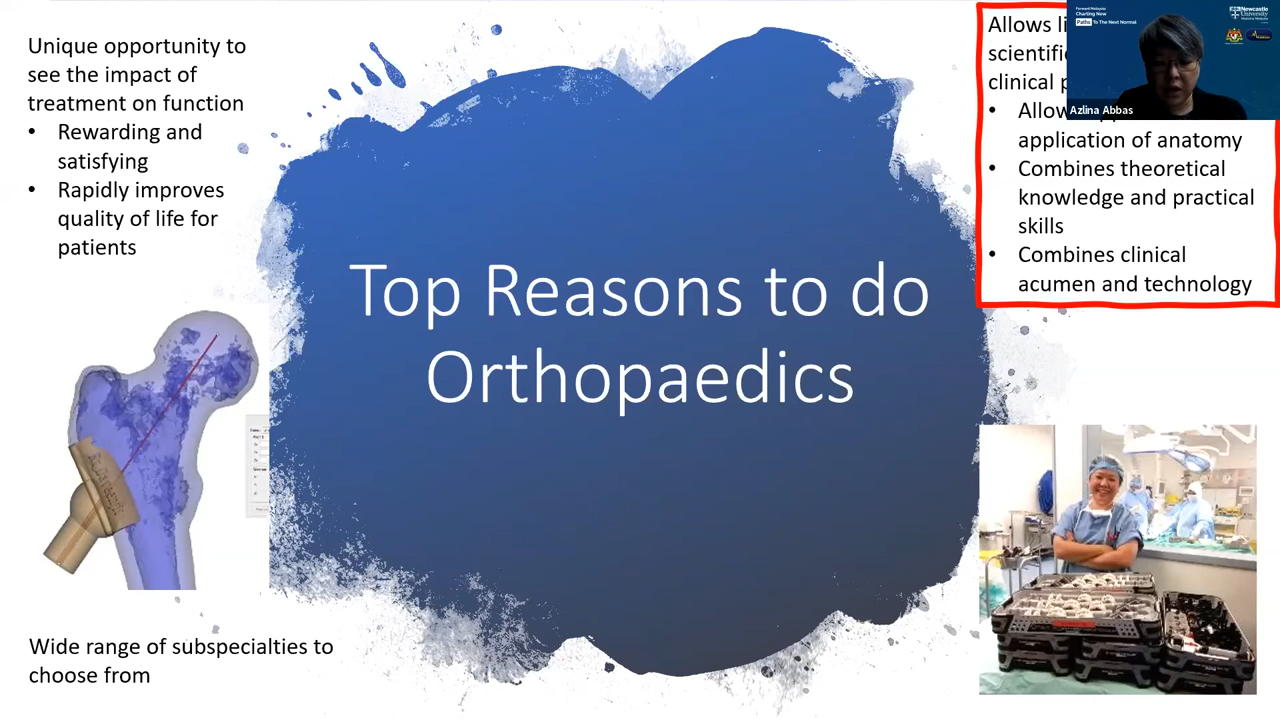 Unique opportunity to
see the impact of
treatment on function
• Rewarding and
satisfying
• Rapidly improves
quality of life for
patients
Top Reasons to do
Orthopaedics
Wide range of subspecialties to
choose from
Allows
scientific
clinical
• Allow
application of anatomy
• Combines theoretical
knowledge and practical
skills
• Combines clinical
acumen and technology
Forward Malaysia
Charting New
Paths To The Next Normal
Newcastle
University
Medicine Malaysia
Azlina Abbas